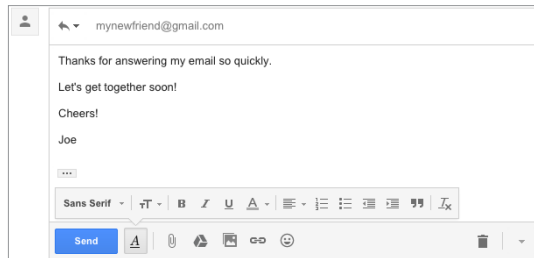 mynewfriend@gmail.com
Thanks for answering my email so quickly.
Let's get together soon!
Cheers!
Joe
...
Sans Serif T B I U A Tx
Send A